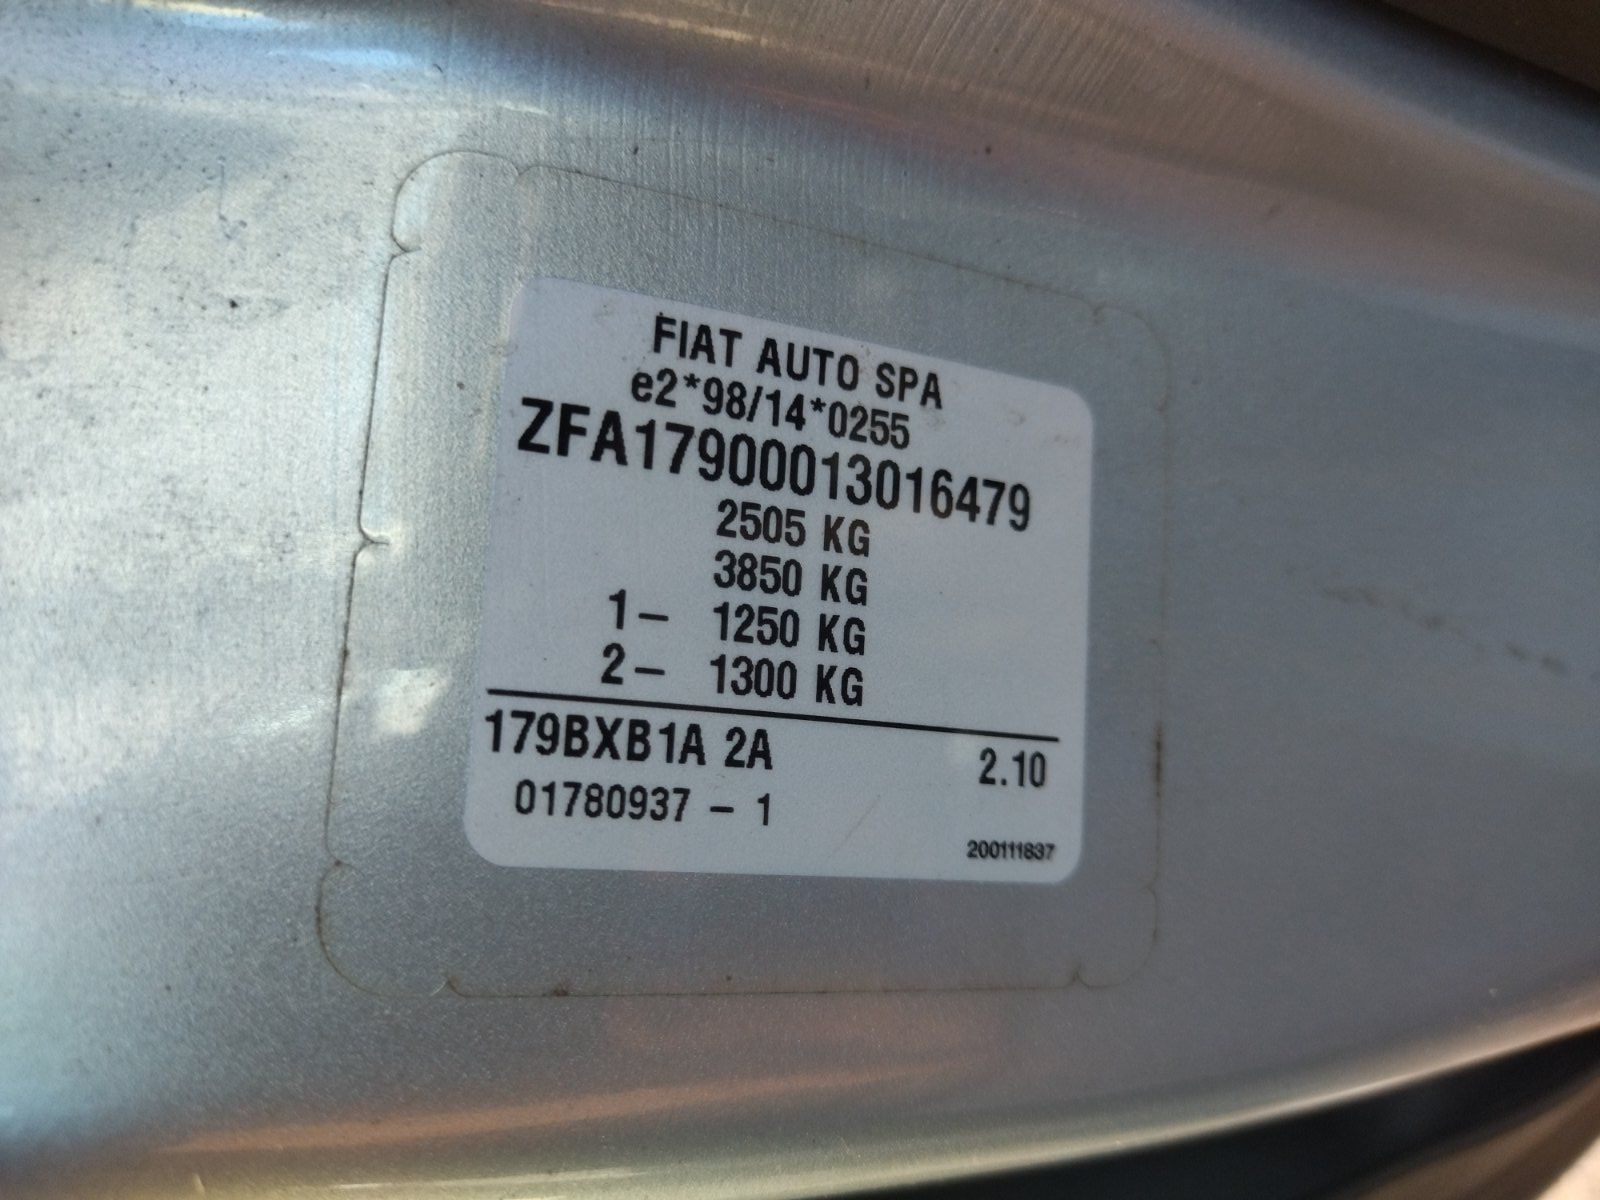 FIAT AUTO SPA
e2*98/14*0255
ZFA17900013016479
2505 KG
3850 KG
1- 1250 KG
2- 1300 KG
179BXB1A 2A 2.10
01780937 - 1
200111837